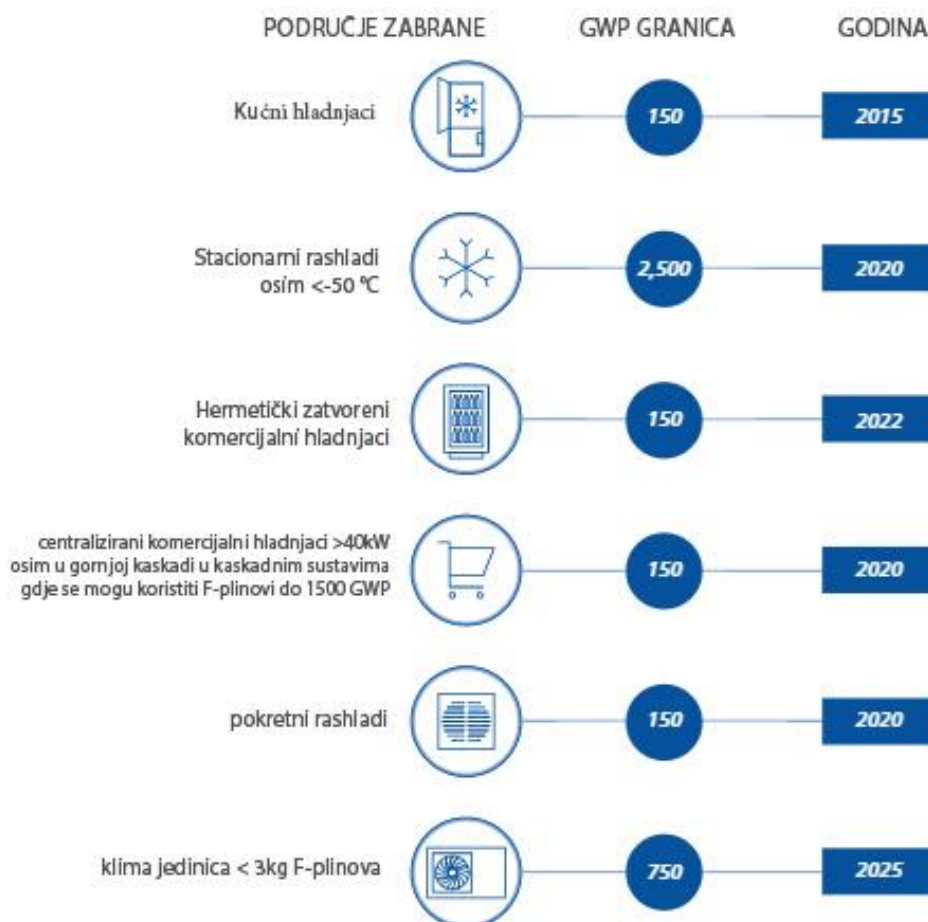 PODRUČJE ZABRANE GWP GRANICA GODINA
Kućni hladnjaci 150 2015
Stacionarni rashladi
osim <-50 °C
2,500 2020
Hermetički zatvoreni
komercijalni hladnjaci
150 2022
centralizirani komercijalni hladnjaci >40kW
osim u gornjoj kaskadi u kaskadnim sustavima
gdje se mogu koristiti F-plinovi do 1500 GWP
150 2020
pokretni rashladi 150 2020
klima jedinica < 3kg F-plinova 750 2025